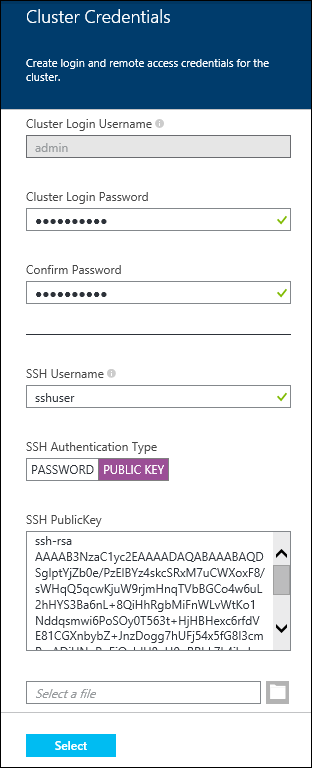 Cluster Credentials
Create login and remote access credentials for the
cluster.
Cluster Login Username
admin
Cluster Login Password
••••••••••
Confirm Password
••••••••••
SSH Username
sshuser
SSH Authentication Type
PASSWORD PUBLIC KEY
SSH PublicKey
ssh-rsa
AAAAB3NzaC1yc2EAAAADAQABAAABAQD
SgIptYjZb0e/PzElBYz4skcSRxM7uCWXoxF8/
sWHqQ5qcwKjuW9rjmHnqTVbBGCo4w6uL
2hHYS3Ba6nL+8QiHhRgbMiFnWLvWtKo1
Nddqsmwi6PoSOy0T563t+HjHBHexc6rfdV
E81CGXnbybZ+JnzDogg7hUFj54x5fG8l3cm
Select a file
Select